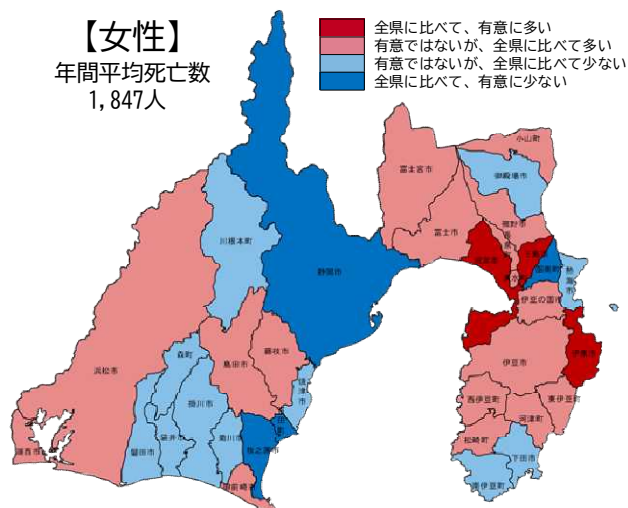 【女性】
年間平均死亡数
1,847人
全県に比べて、有意に多い
有意ではないが、全県に比べて多い
有意ではないが、全県に比べて少ない
全県に比べて、有意に少ない
小山町
御殿場市
富士宮市
裾野市
富士市
川根本町
静岡市
熱海市
伊豆の国市
伊東市
藤枝市
島田市
森町
伊豆市
浜松市
掛川市
西伊豆町
東伊豆町
河津町
袋井市
菊川市
磐田市
松崎町
下田市
湖西市
南伊豆町
御前崎市